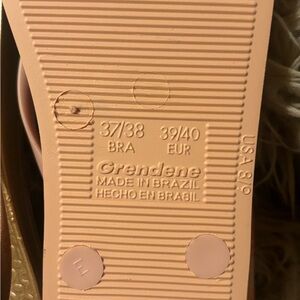 37/38 39/40
BRA EUR
Grendene
MADE IN BRAZIL
HECHO EN BRASIL
USA 8/9